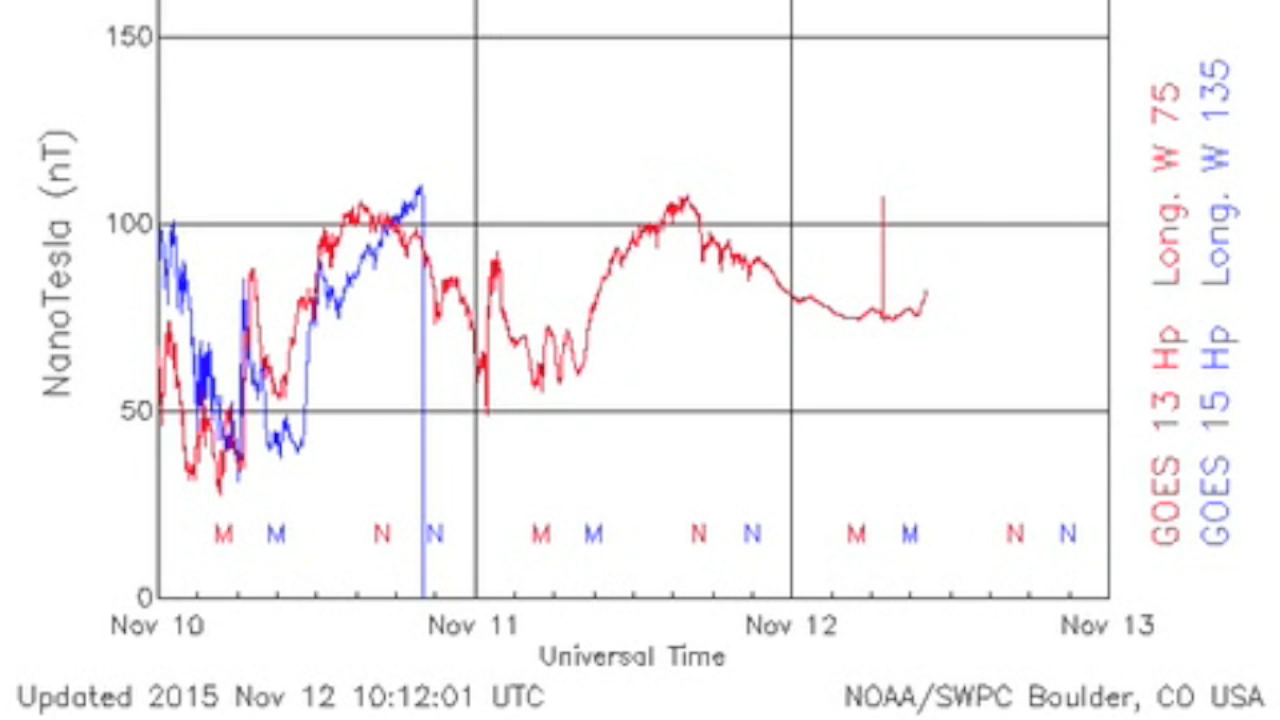 150
100
50
0
NanoTesla (nT)
M M N N M M N N M M N N
Nov 10 Nov 11 Nov 12 Nov 13
Universal Time
Updated 2015 Nov 12 10:12:01 UTC
NOAA/SWPC Boulder, CO USA
GOES 13 Hp Long. W 75
GOES 15 Hp Long. W 135